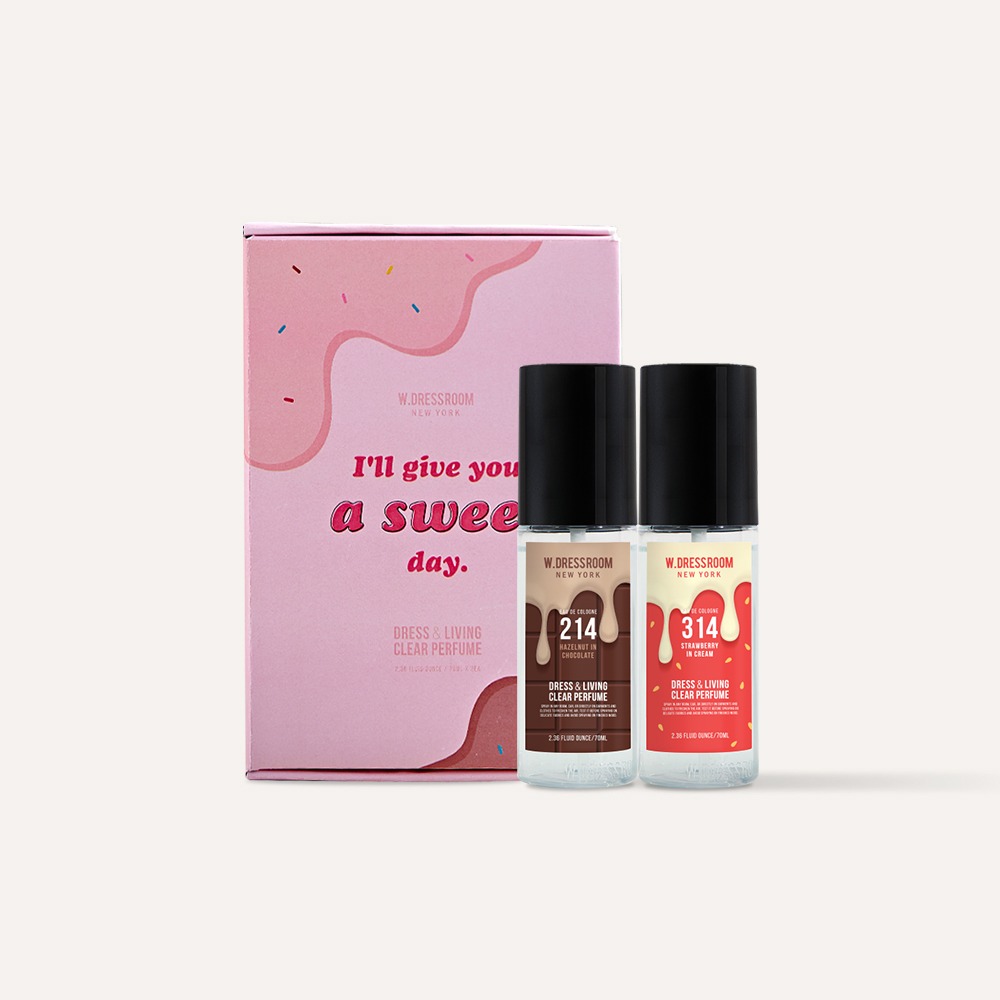 W.DRESSROOM
NEW YORK
I'll give you
a swee
day.
DRESS & LIVING
CLEAR PERFUME
W.DRESSROOM
NEW YORK
DE COLOGNE
214
HAZELNUT IN
CHOCOLATE
DRESS & LIVING
CLEAR PERFUME
2.36 FLUID OUNCE/70ML
W.DRESSROOM
NEW YORK
DE COLOGNE
314
STRAWBERRY
IN CREAM
DRESS & LIVING
CLEAR PERFUME
2.36 FLUID OUNCE/70ML